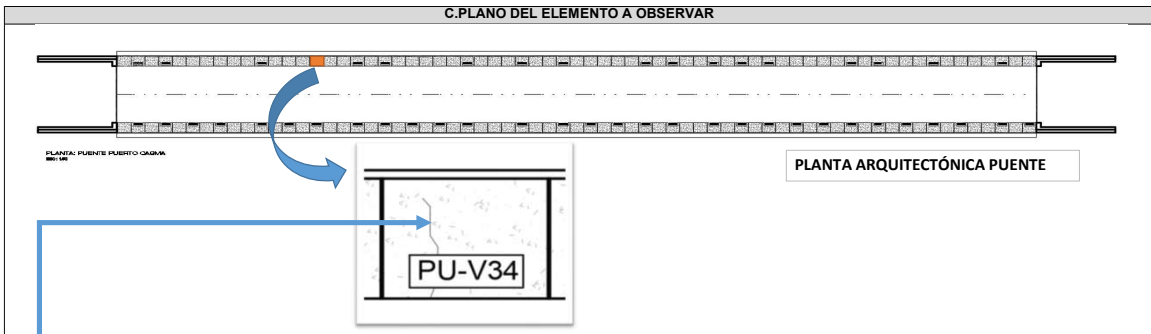 C.PLANO DEL ELEMENTO A OBSERVAR
PLANTA: PUENTE PUERTO CASMA
PLANTA ARQUITECTÓNICA PUENTE
PU-V34